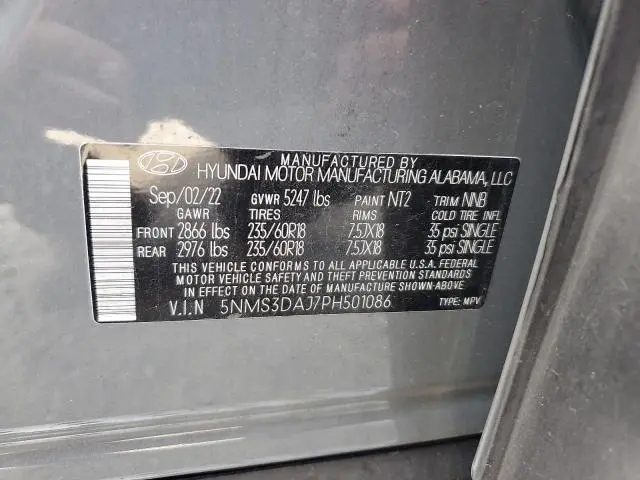 MANUFACTURED BY
HYUNDAI MOTOR MANUFACTURING ALABAMA, LLC
Sep/02/22 GVWR 5247 lbs PAINT NT2 TRIM NNB
GAWR TIRES RIMS COLD TIRE INFL
FRONT 2866 lbs 235/60R18 7.5JX18 35 psi SINGLE
REAR 2976 lbs 235/60R18 7.5JX18 35 psi SINGLE
THIS VEHICLE CONFORMS TO ALL APPLICABLE U.S.A. FEDERAL
MOTOR VEHICLE SAFETY AND THEFT PREVENTION STANDARDS
IN EFFECT ON THE DATE OF MANUFACTURE SHOWN ABOVE.
V.I.N 5NMS3DAJ7PH501086 TYPE: MPV